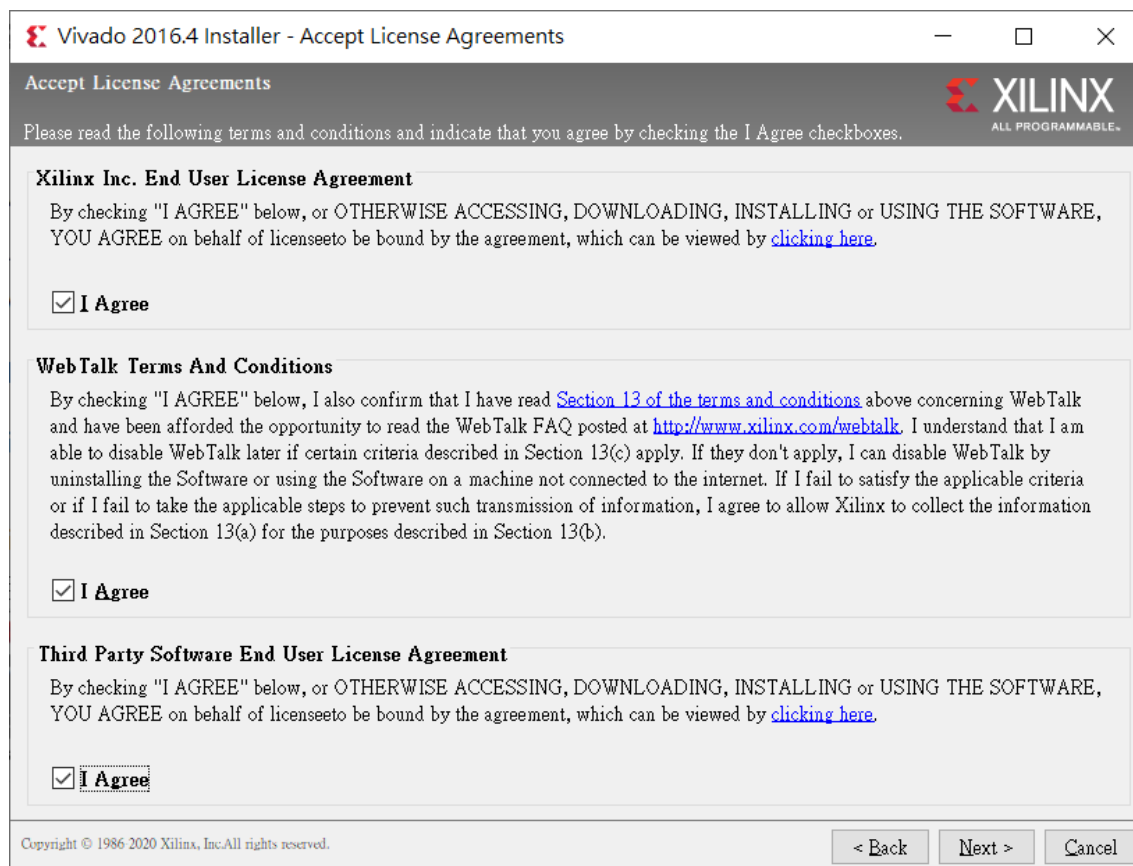 Vivado 2016.4 Installer - Accept License Agreements
Accept License Agreements
XILINX
ALL PROGRAMMABLE™
Please read the following terms and conditions and indicate that you agree by checking the I Agree checkboxes.
Xilinx Inc. End User License Agreement
By checking "I AGREE" below, or OTHERWISE ACCESSING, DOWNLOADING, INSTALLING or USING THE SOFTWARE,
YOU AGREE on behalf of licenseeto be bound by the agreement, which can be viewed by clicking here.
I Agree
WebTalk Terms And Conditions
By checking "I AGREE" below, I also confirm that I have read Section 13 of the terms and conditions above concerning WebTalk
and have been afforded the opportunity to read the WebTalk FAQ posted at http://www.xilinx.com/webtalk. I understand that I am
able to disable WebTalk later if certain criteria described in Section 13(c) apply. If they don't apply, I can disable WebTalk by
uninstalling the Software or using the Software on a machine not connected to the internet. If I fail to satisfy the applicable criteria
or if I fail to take the applicable steps to prevent such transmission of information, I agree to allow Xilinx to collect the information
described in Section 13(a) for the purposes described in Section 13(b).
I Agree
Third Party Software End User License Agreement
By checking "I AGREE" below, or OTHERWISE ACCESSING, DOWNLOADING, INSTALLING or USING THE SOFTWARE,
YOU AGREE on behalf of licenseeto be bound by the agreement, which can be viewed by clicking here.
I Agree
Copyright © 1986-2020 Xilinx, Inc.All rights reserved.
< Back Next > Cancel